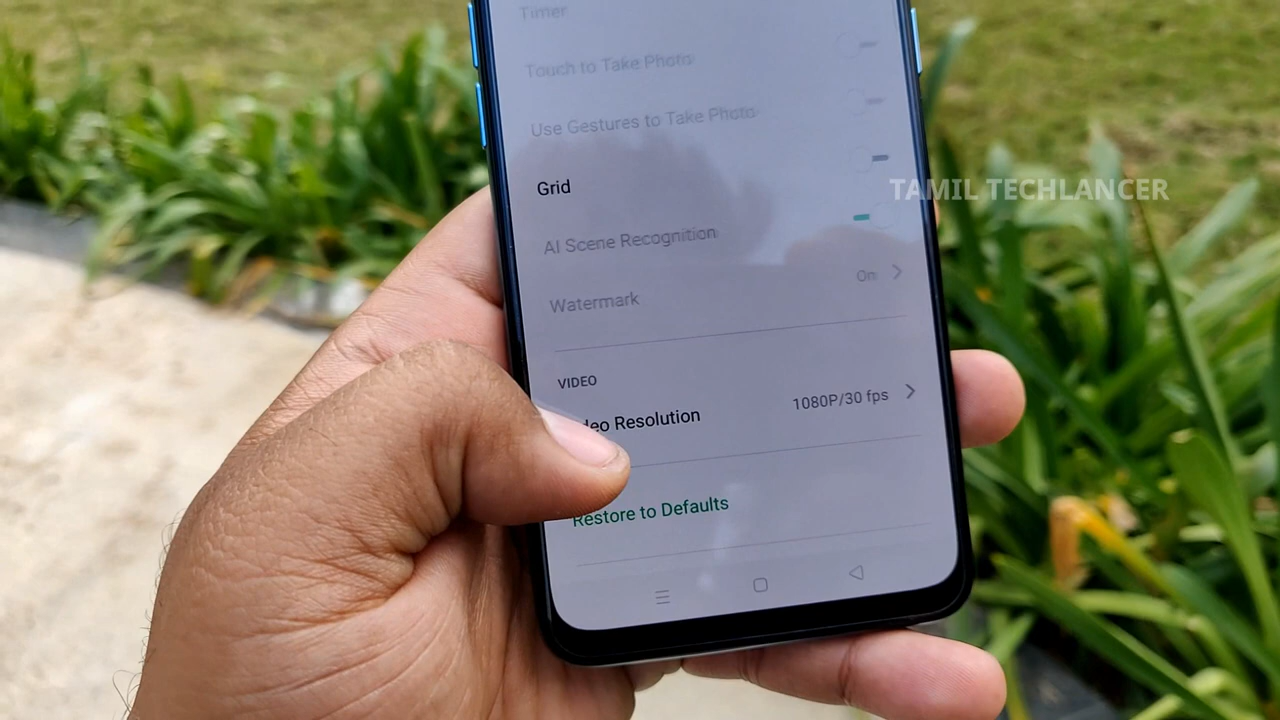 Timer
Touch to Take Photo
Use Gestures to Take Photo
Grid
TAMIL TECHLANCER
AI Scene Recognition
Watermark On
VIDEO
deo Resolution 1080P/30 fps
Restore to Defaults